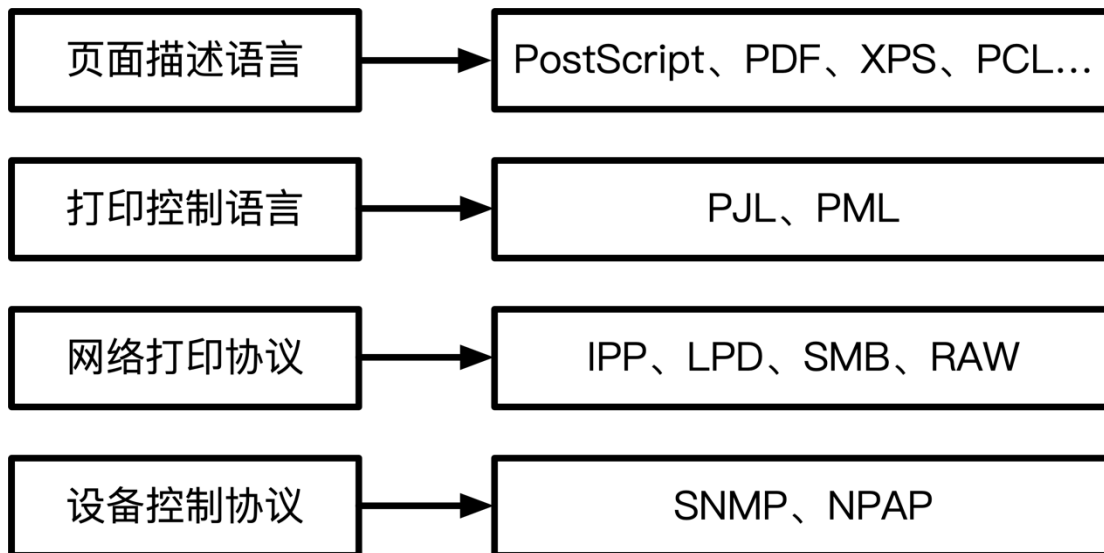 页面描述语言
PostScript、PDF、XPS、PCL...
打印控制语言
PJL、PML
网络打印协议
IPP、LPD、SMB、RAW
设备控制协议
SNMP、NPAP